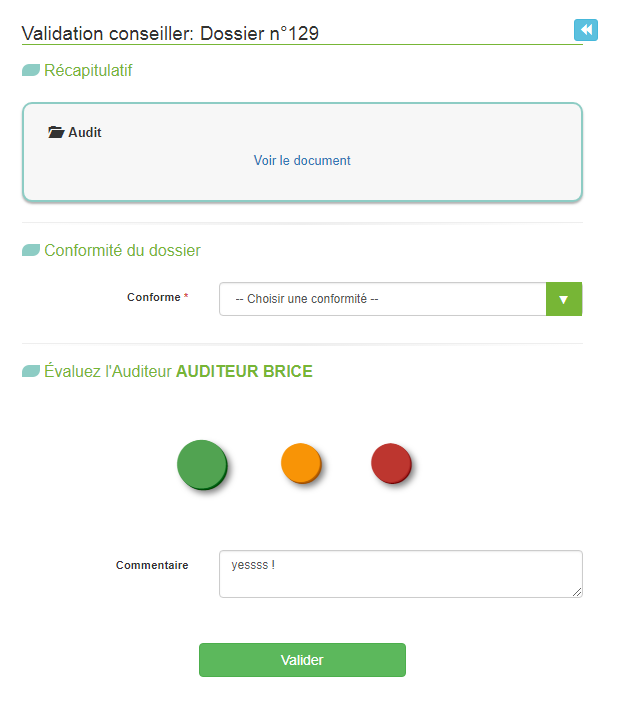 Validation conseiller: Dossier n°129
Récapitulatif
Audit
Voir le document
Conformité du dossier
Conforme *
-- Choisir une conformité --
Évaluez l'Auditeur AUDITEUR BRICE
Commentaire
yessss !
Valider